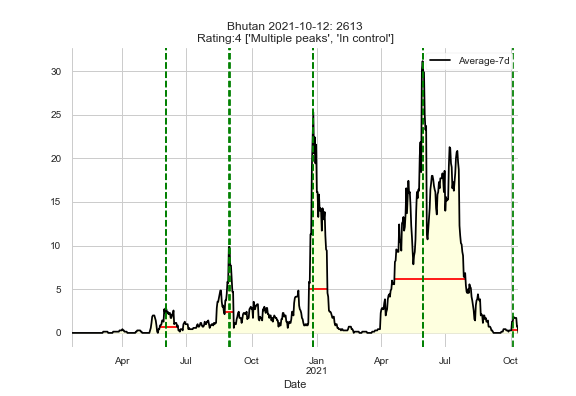 Bhutan 2021-10-12: 2613
Rating:4 ['Multiple peaks', 'In control']
Average-7d
30
25
20
15
10
5
0
Apr Jul Oct Jan Apr Jul Oct
2021
Date